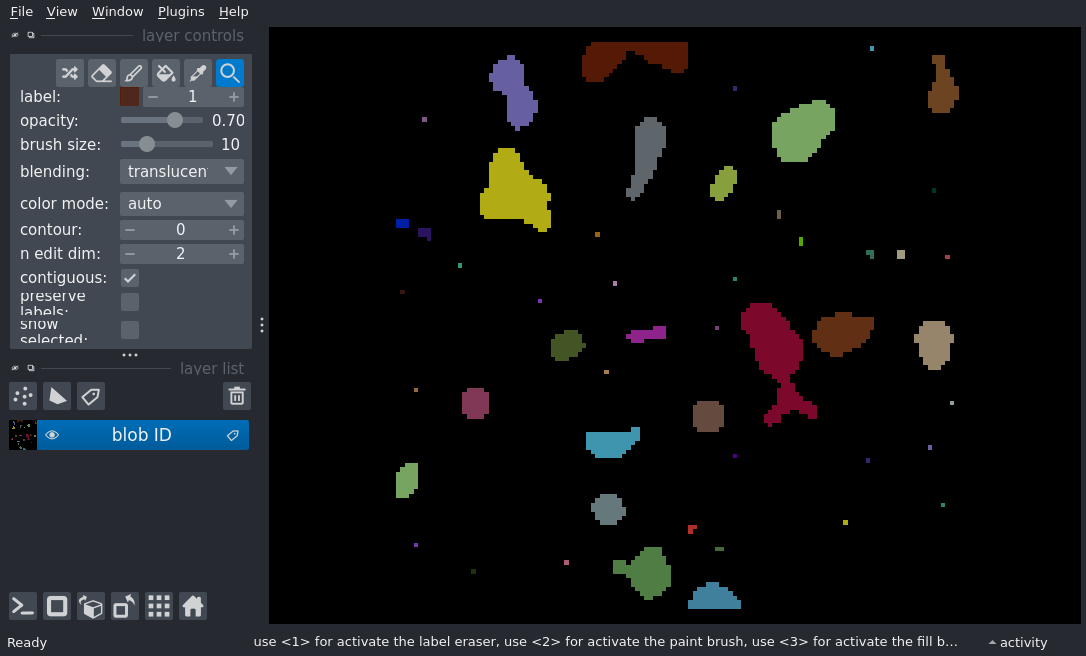 File View Window Plugins Help
layer controls
label: 1
opacity: 0.70
brush size: 10
blending: translucen
color mode: auto
contour: 0
n edit dim: 2
contiguous:
preserve
labels:
show
selected:
layer list
blob ID
Ready use <1> for activate the label eraser, use <2> for activate the paint brush, use <3> for activate the fill b... activity